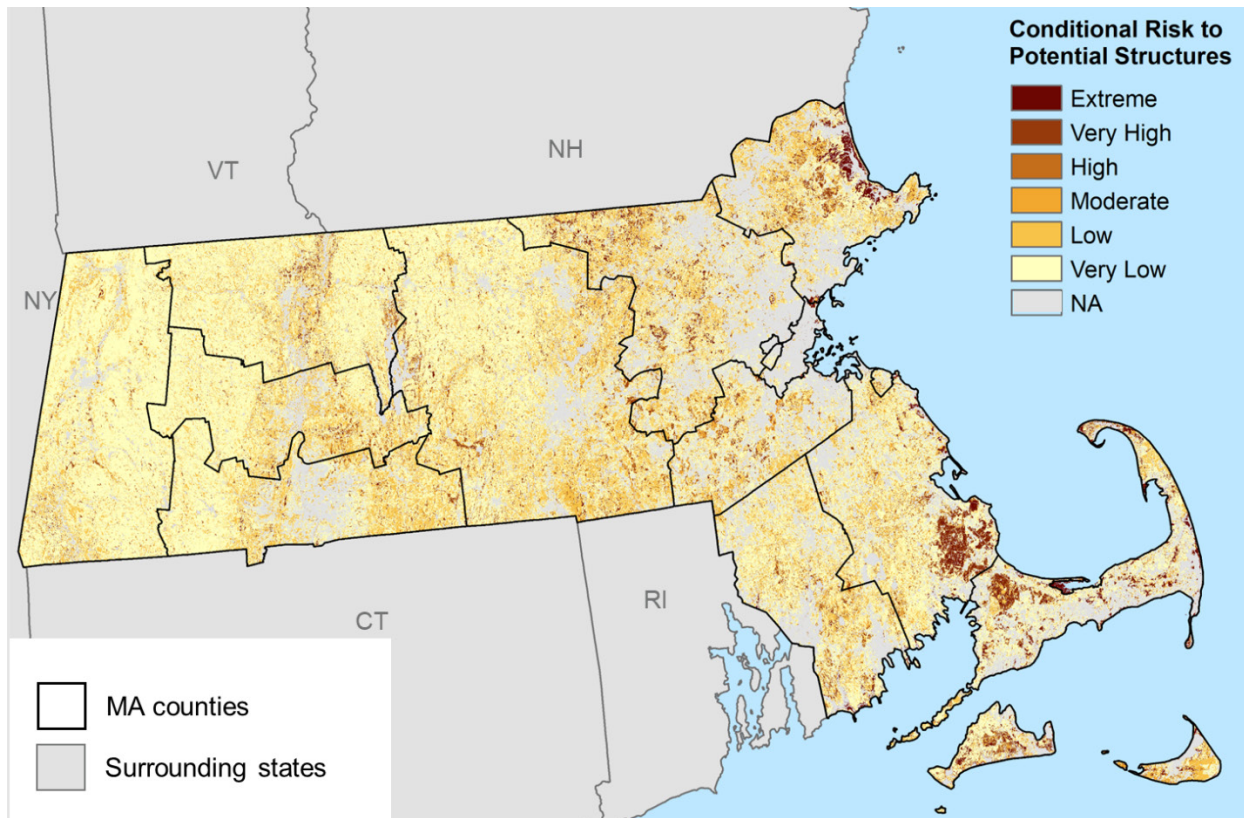 Conditional Risk to
Potential Structures
Extreme
Very High
High
Moderate
Low
Very Low
NA
VT
NH
NY
CT
RI
MA counties
Surrounding states